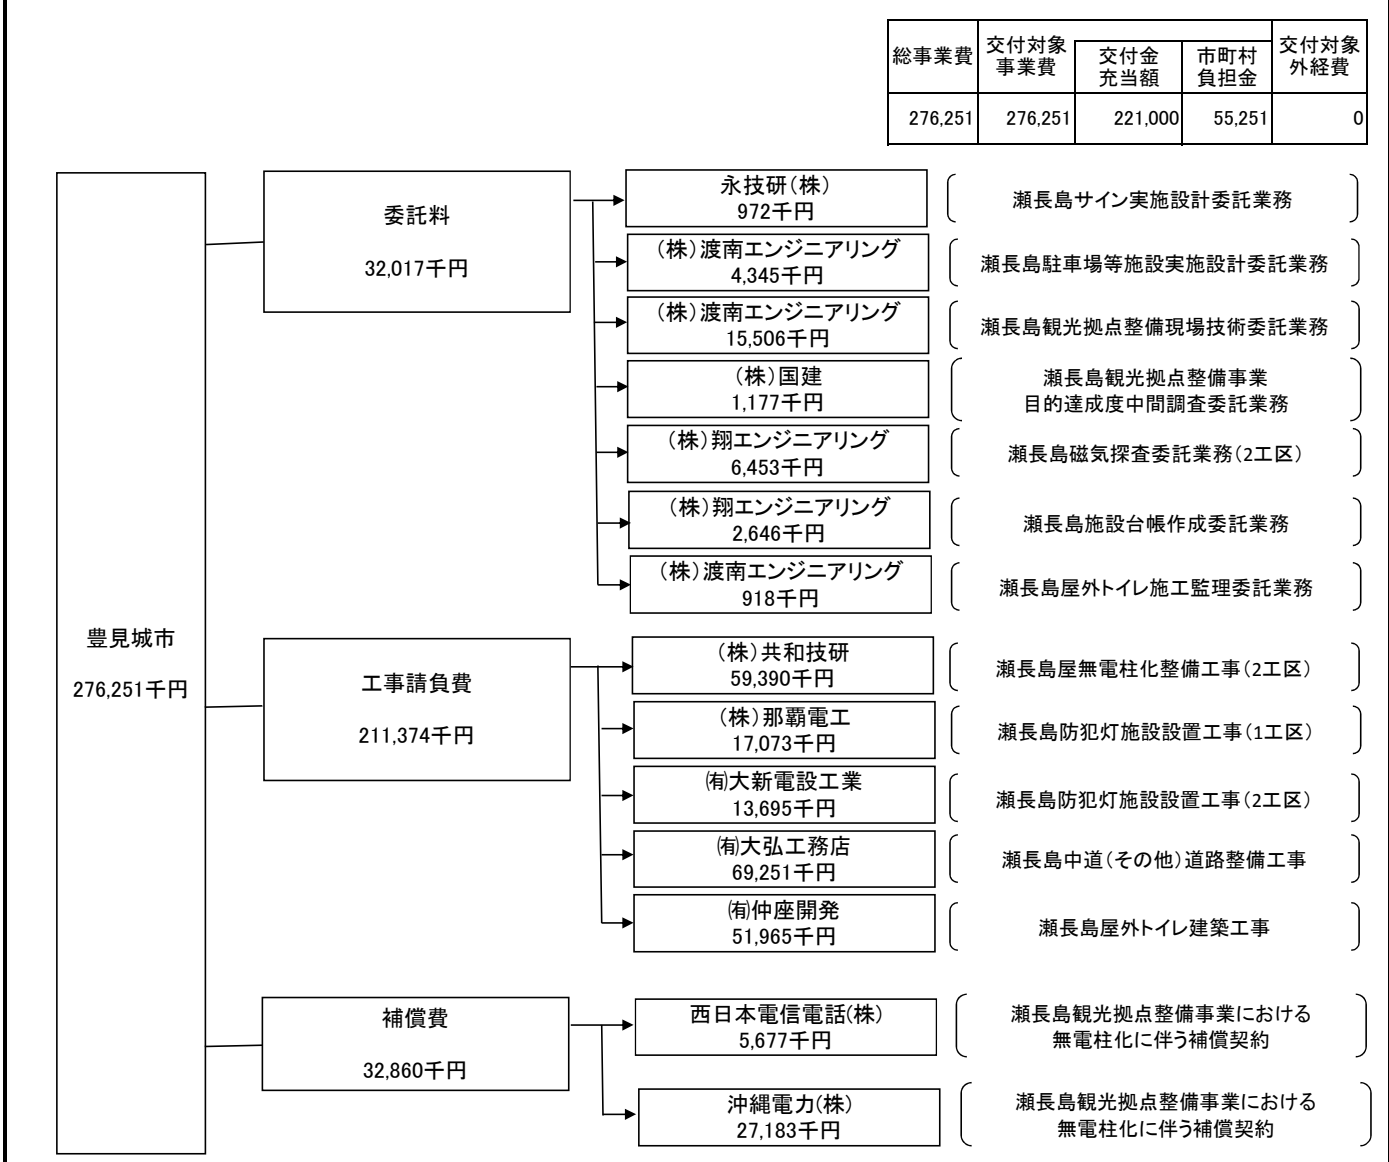 総事業費
交付対象
事業費
交付金
充当額
市町村
負担金
交付対象
外経費
276,251
276,251
221,000
55,251
0
豊見城市
276,251千円
委託料
32,017千円
永技研（株）
972千円
瀬長島サイン実施設計委託業務
（株）渡南エンジニアリング
4,345千円
瀬長島駐車場等施設実施設計委託業務
（株）渡南エンジニアリング
15,506千円
瀬長島観光拠点整備現場技術委託業務
（株）国建
1,177千円
瀬長島観光拠点整備事業
目的達成度中間調査委託業務
（株）翔エンジニアリング
6,453千円
瀬長島磁気探査委託業務（2工区）
（株）翔エンジニアリング
2,646千円
瀬長島施設台帳作成委託業務
（株）渡南エンジニアリング
918千円
瀬長島屋外トイレ施工監理委託業務
工事請負費
211,374千円
（株）共和技研
59,390千円
瀬長島屋無電柱化整備工事（2工区）
（株）那覇電工
17,073千円
瀬長島防犯灯施設設置工事（1工区）
㈲大新電設工業
13,695千円
瀬長島防犯灯施設設置工事（2工区）
㈲大弘工務店
69,251千円
瀬長島中道（その他）道路整備工事
㈲仲座開発
51,965千円
瀬長島屋外トイレ建築工事
補償費
32,860千円
西日本電信電話(株)
5,677千円
瀬長島観光拠点整備事業における
無電柱化に伴う補償契約
沖縄電力(株)
27,183千円
瀬長島観光拠点整備事業における
無電柱化に伴う補償契約